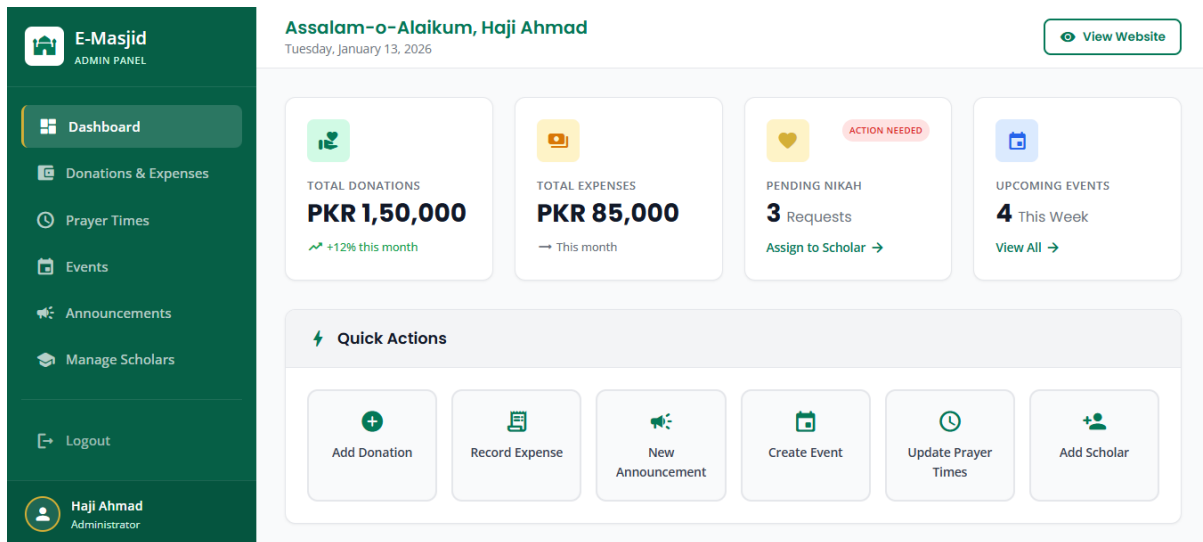 E-Masjid
ADMIN PANEL
Dashboard
Donations & Expenses
Prayer Times
Events
Announcements
Manage Scholars
Logout
Haji Ahmad
Administrator
Assalam-o-Alaikum, Haji Ahmad
Tuesday, January 13, 2026
View Website
TOTAL DONATIONS
PKR 1,50,000
+12% this month
TOTAL EXPENSES
PKR 85,000
This month
ACTION NEEDED
PENDING NIKAH
3 Requests
Assign to Scholar →
UPCOMING EVENTS
4 This Week
View All →
Quick Actions
Add Donation
Record Expense
New
Announcement
Create Event
Update Prayer
Times
Add Scholar